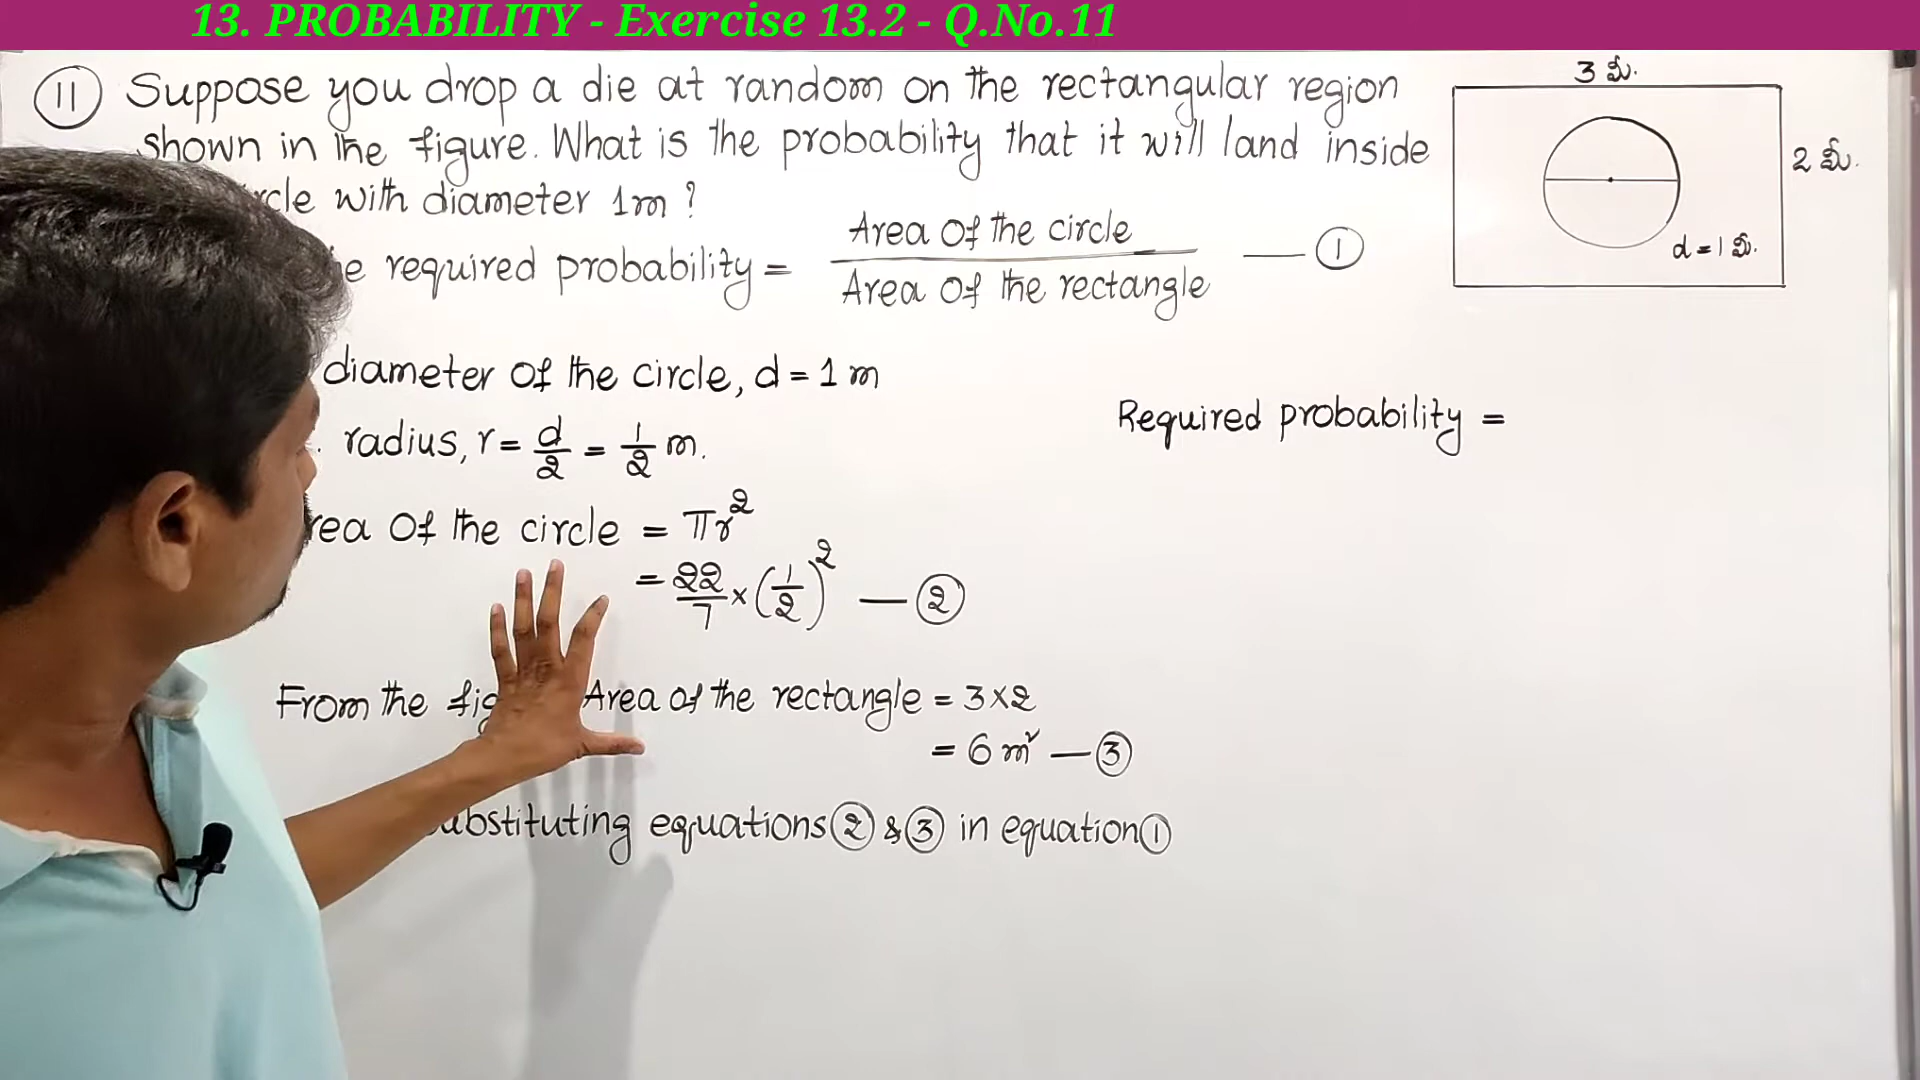 13. PROBABILITY - Exercise 13.2 - Q.No.11
11 Suppose you drop a die at random on the rectangular region
shown in the figure. What is the probability that it will land inside
with diameter 1m ?
required probability = Area of the circle / Area of the rectangle — 1
diameter of the circle, d = 1 m
radius, r = d/2 = 1/2 m.
of the circle = πr²
= 22/7 × (1/2)² — 2
From the Area of the rectangle = 3×2
= 6 m² — 3
equations 2 & 3 in equation 1
3 మీ.
2 మీ.
d = 1 మీ.
Required probability =